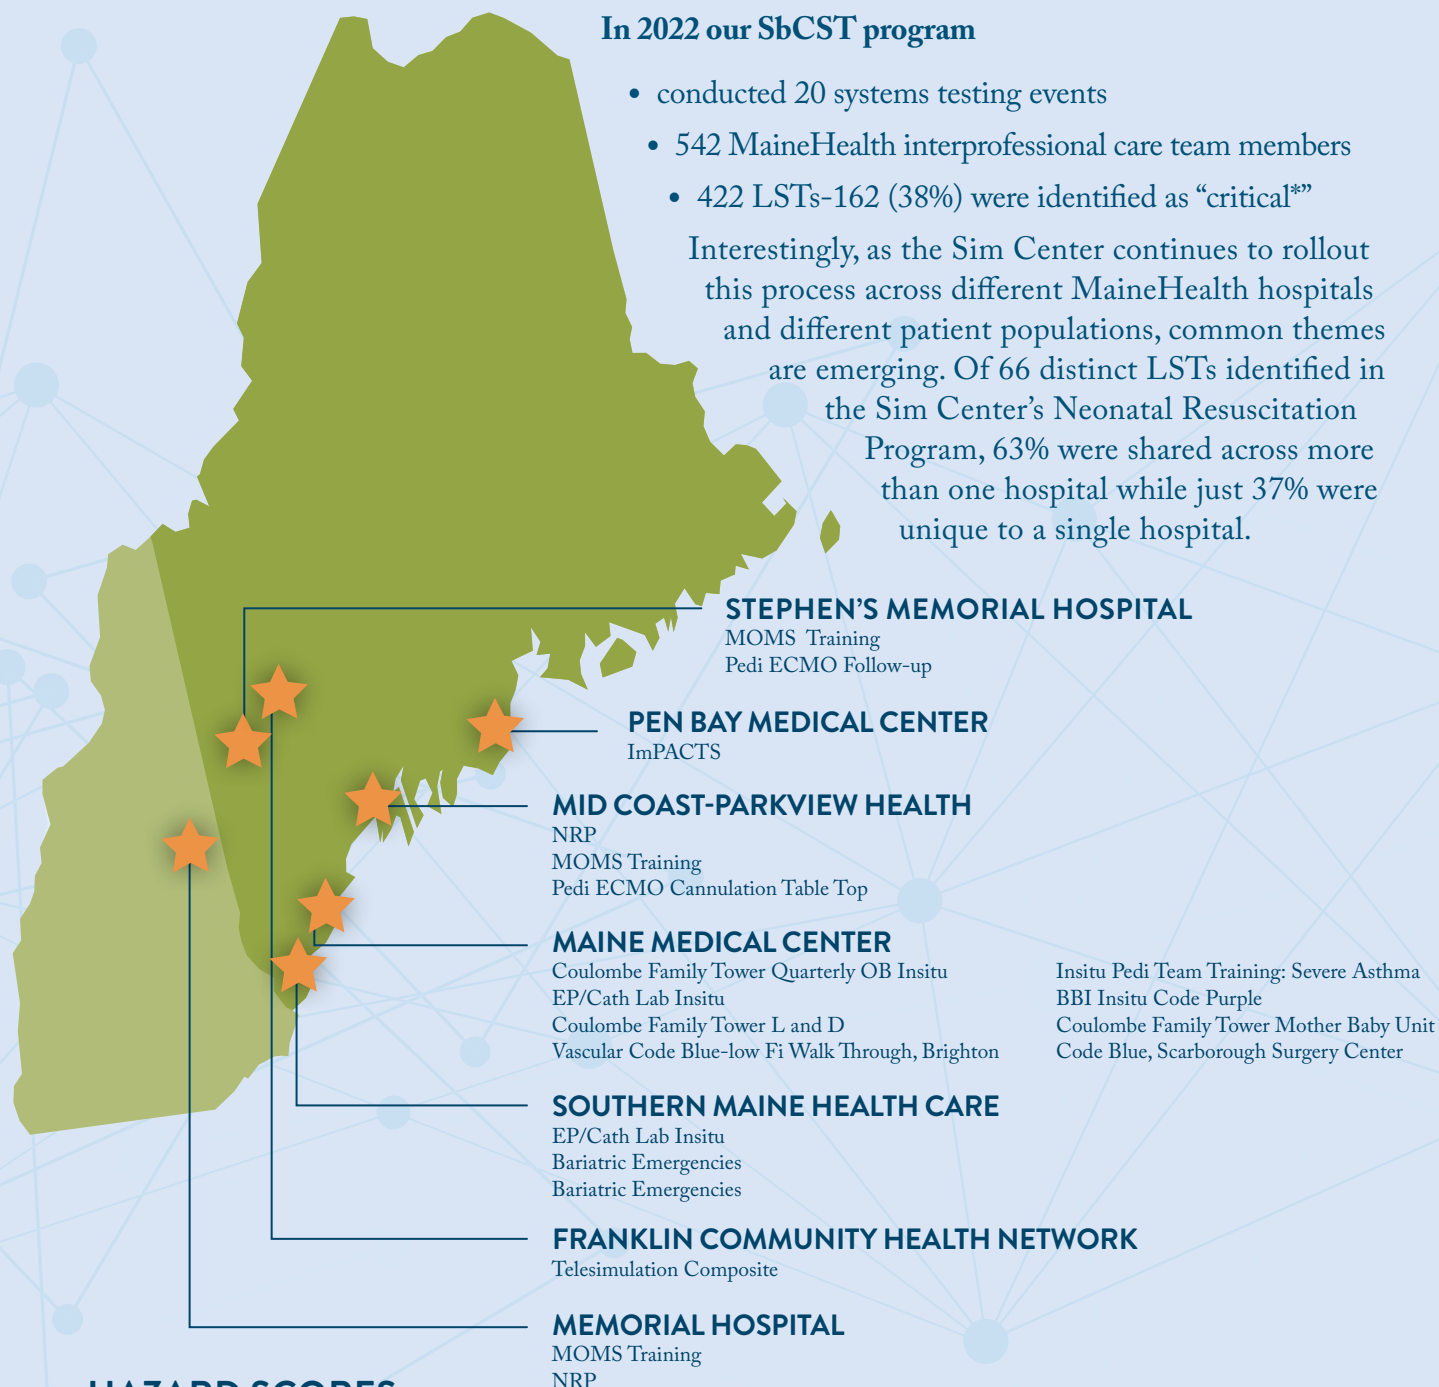 In 2022 our SbCST program
• conducted 20 systems testing events
• 542 MaineHealth interprofessional care team members
• 422 LSTs-162 (38%) were identified as “critical*”
Interestingly, as the Sim Center continues to rollout
this process across different MaineHealth hospitals
and different patient populations, common themes
are emerging. Of 66 distinct LSTs identified in
the Sim Center’s Neonatal Resuscitation
Program, 63% were shared across more
than one hospital while just 37% were
unique to a single hospital.
STEPHEN’S MEMORIAL HOSPITAL
MOMS Training
Pedi ECMO Follow-up
PEN BAY MEDICAL CENTER
ImPACTS
MID COAST-PARKVIEW HEALTH
NRP
MOMS Training
Pedi ECMO Cannulation Table Top
MAINE MEDICAL CENTER
Coulombe Family Tower Quarterly OB Insitu
EP/Cath Lab Insitu
Coulombe Family Tower L and D
Vascular Code Blue-low Fi Walk Through, Brighton
Insitu Pedi Team Training: Severe Asthma
BBI Insitu Code Purple
Coulombe Family Tower Mother Baby Unit
Code Blue, Scarborough Surgery Center
SOUTHERN MAINE HEALTH CARE
EP/Cath Lab Insitu
Bariatric Emergencies
Bariatric Emergencies
FRANKLIN COMMUNITY HEALTH NETWORK
Telesimulation Composite
MEMORIAL HOSPITAL
MOMS Training
NRP
HAZARD SCORES